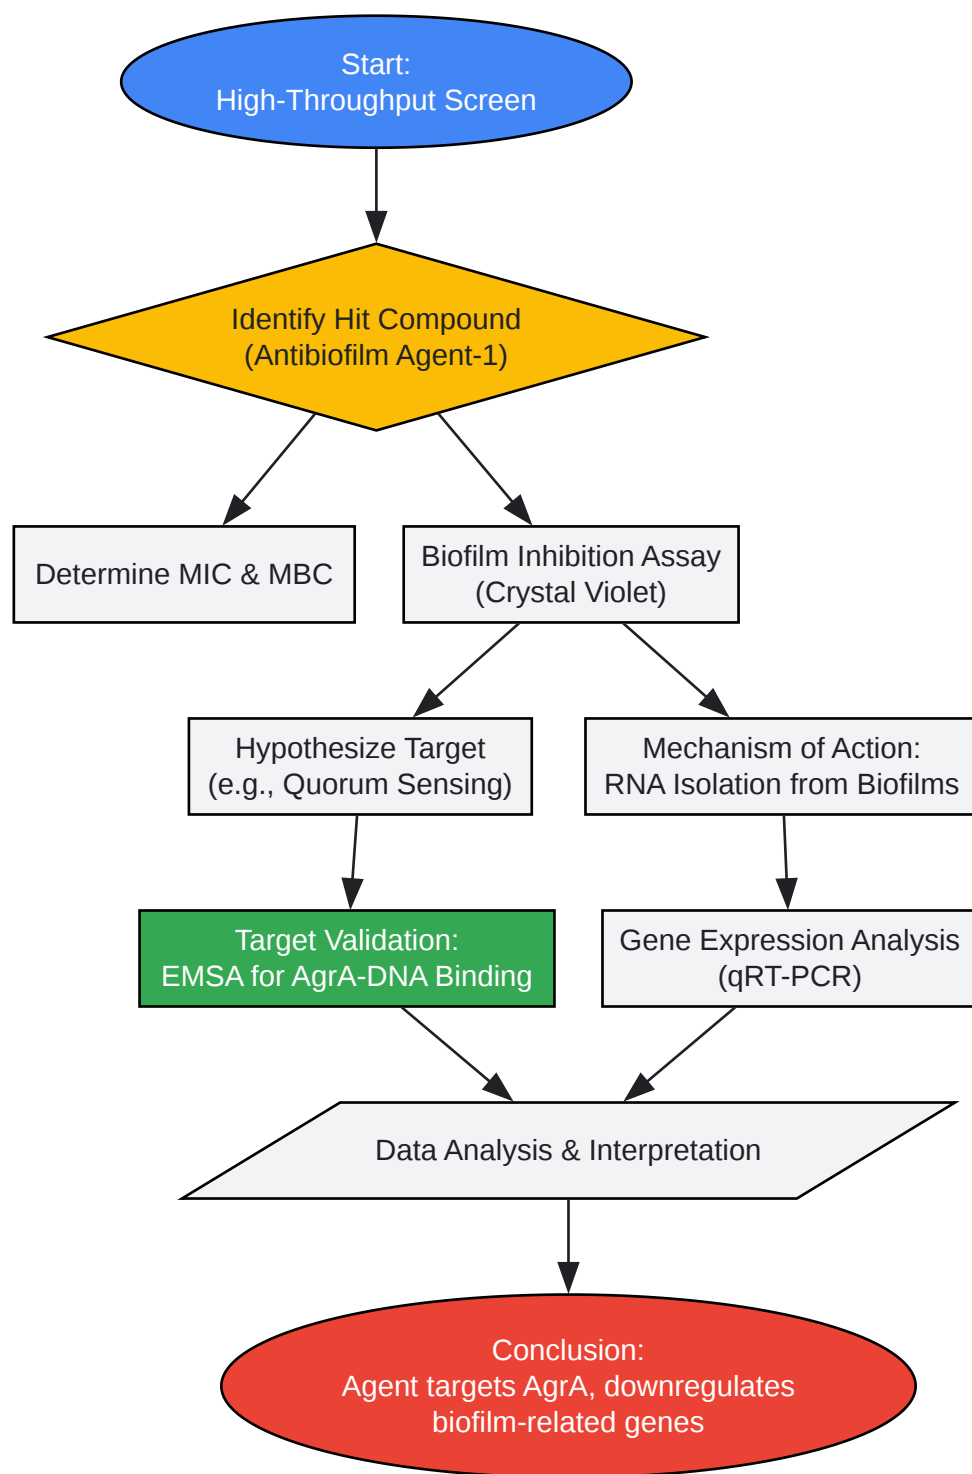 Start:
High-Throughput Screen
Identify Hit Compound
(Antibiofilm Agent-1)
Determine MIC & MBC
Biofilm Inhibition Assay
(Crystal Violet)
Hypothesize Target
(e.g., Quorum Sensing)
Mechanism of Action:
RNA Isolation from Biofilms
Target Validation:
EMSA for AgrA-DNA Binding
Gene Expression Analysis
(qRT-PCR)
Data Analysis & Interpretation
Conclusion:
Agent targets AgrA, downregulates
biofilm-related genes